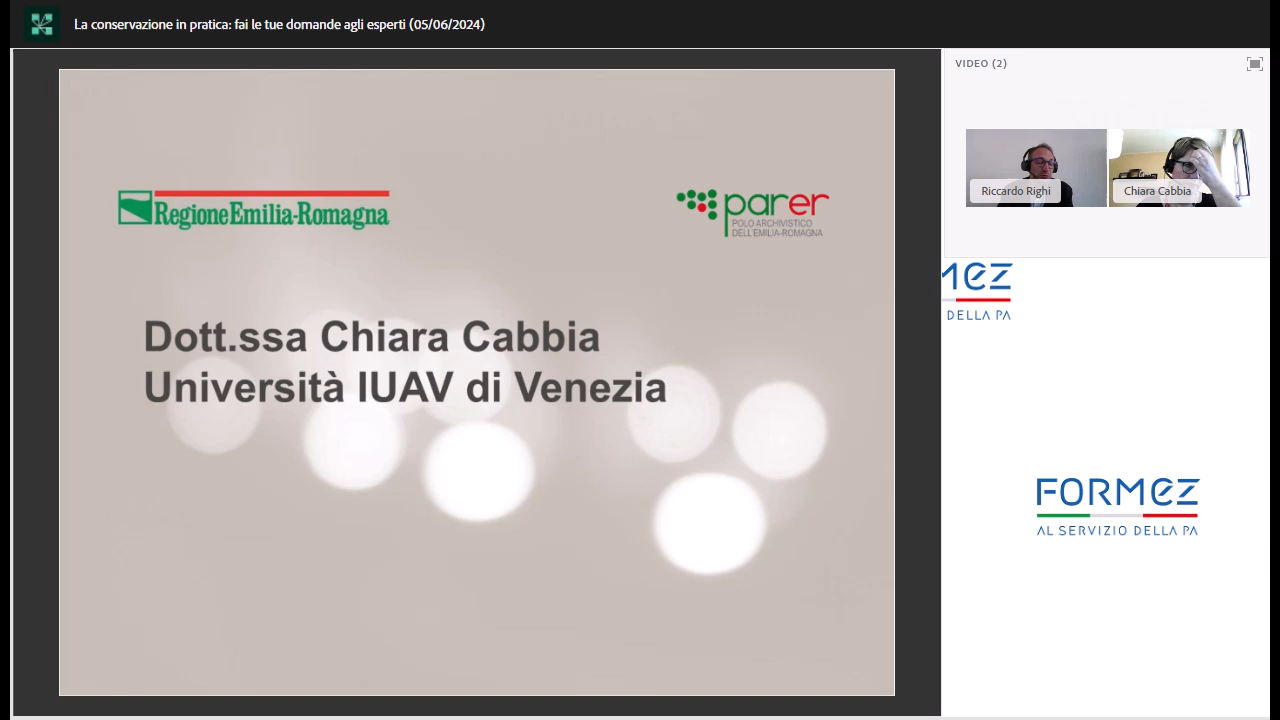 La conservazione in pratica: fai le tue domande agli esperti (05/06/2024)
VIDEO (2)
Riccardo Righi
Chiara Cabbia
RegioneEmilia-Romagna
parer
POLO ARCHIVISTICO
DELL'EMILIA-ROMAGNA
Dott.ssa Chiara Cabbia
Università IUAV di Venezia
MEZ
DELLA PA
FORMEZ
AL SERVIZIO DELLA PA